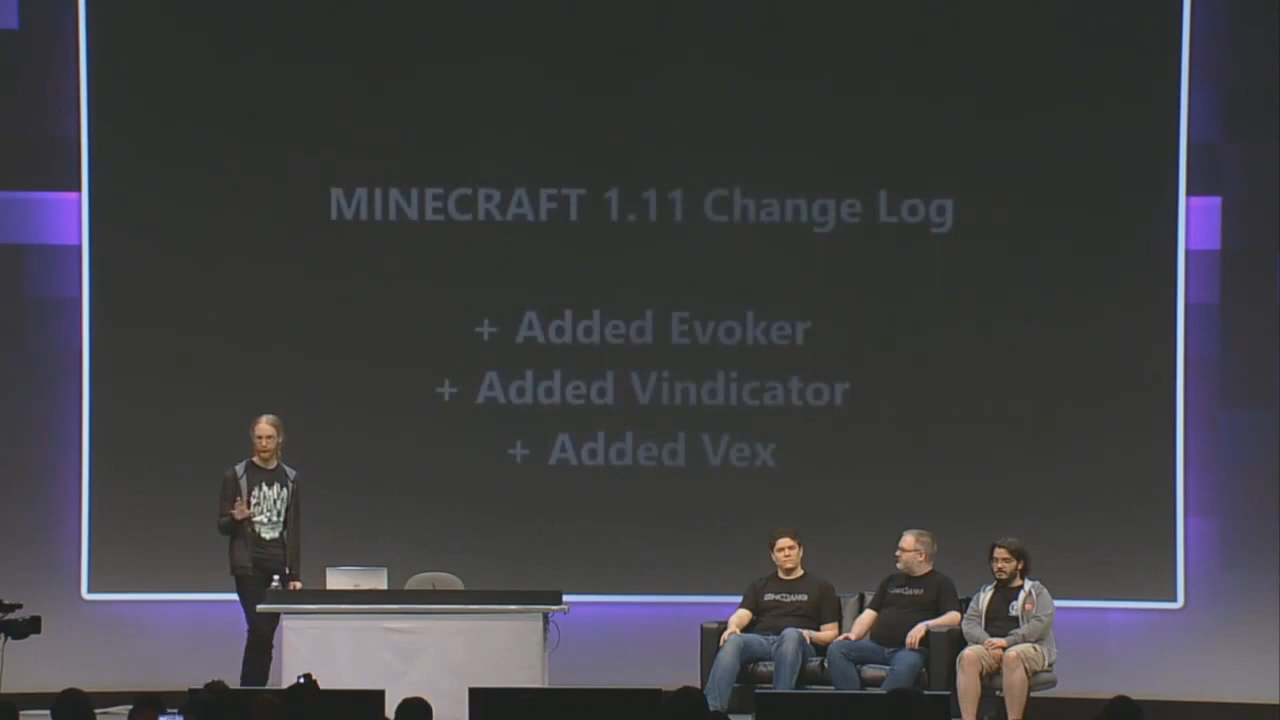 MINECRAFT 1.11 Change Log
+ Added Evoker
+ Added Vindicator
+ Added Vex